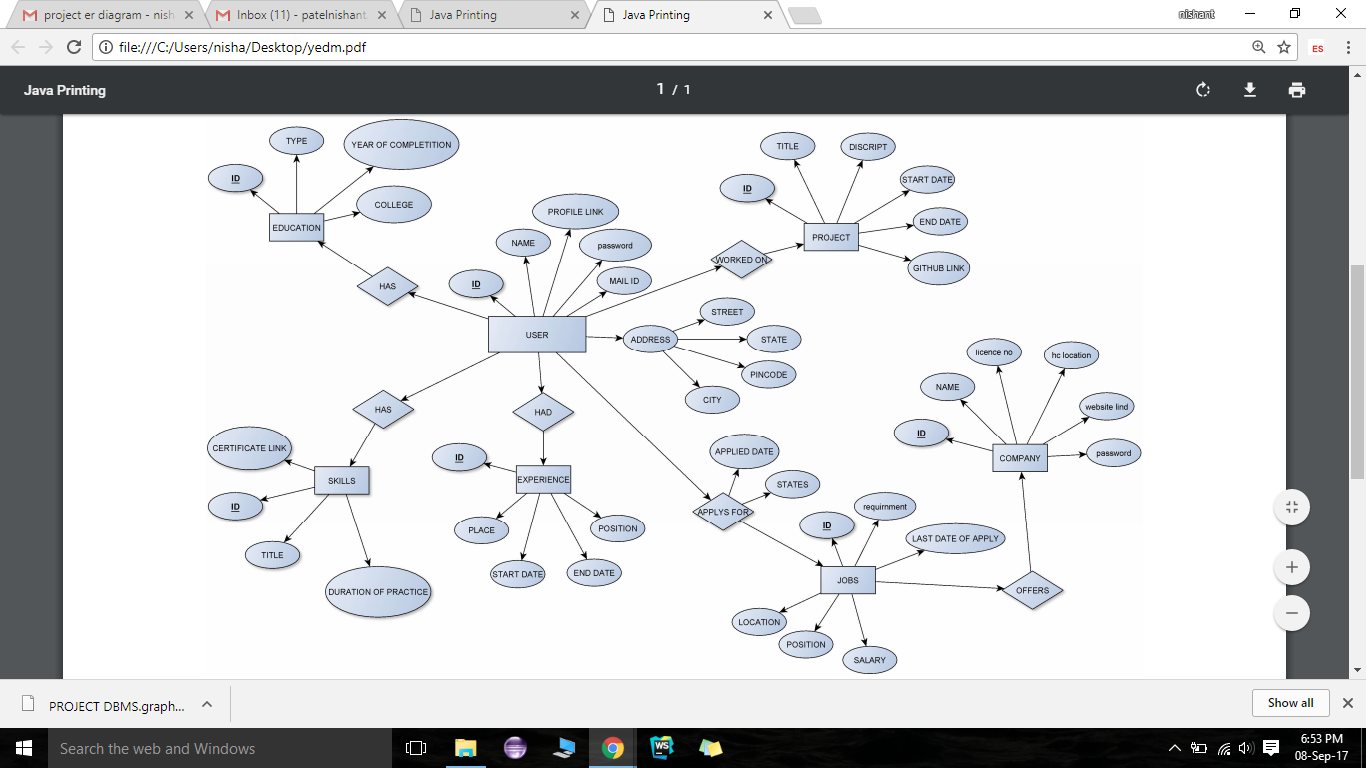 project er diagram - nish
Inbox (11) - patelnishant
Java Printing
Java Printing
nishant
file:///C:/Users/nisha/Desktop/yedm.pdf
ES
Java Printing
1 / 1
TYPE
YEAR OF COMPLETITION
ID
COLLEGE
EDUCATION
HAS
PROFILE LINK
NAME
password
ID
MAIL ID
USER
TITLE
DISCRIPT
ID
START DATE
END DATE
PROJECT
GITHUB LINK
WORKED ON
STREET
ADDRESS
STATE
PINCODE
CITY
licence no
hc location
NAME
website lind
ID
password
COMPANY
HAS
HAD
CERTIFICATE LINK
SKILLS
ID
TITLE
DURATION OF PRACTICE
ID
EXPERIENCE
PLACE
POSITION
START DATE
END DATE
APPLIED DATE
STATES
APPLYS FOR
requirnment
ID
LAST DATE OF APPLY
JOBS
OFFERS
LOCATION
POSITION
SALARY
PROJECT DBMS.graph...
Show all
Search the web and Windows
WS
6:53 PM
08-Sep-17